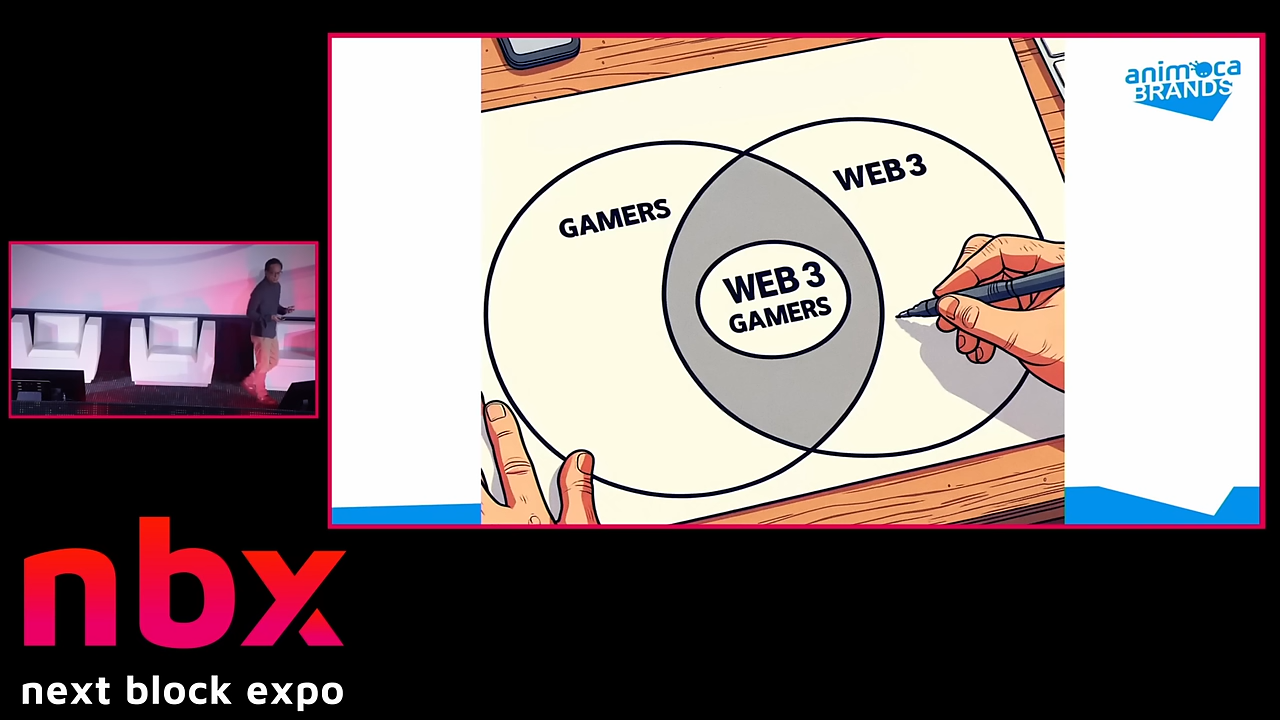 animoca
BRANDS
WEB 3
GAMERS
WEB 3
GAMERS
nbx
next block expo